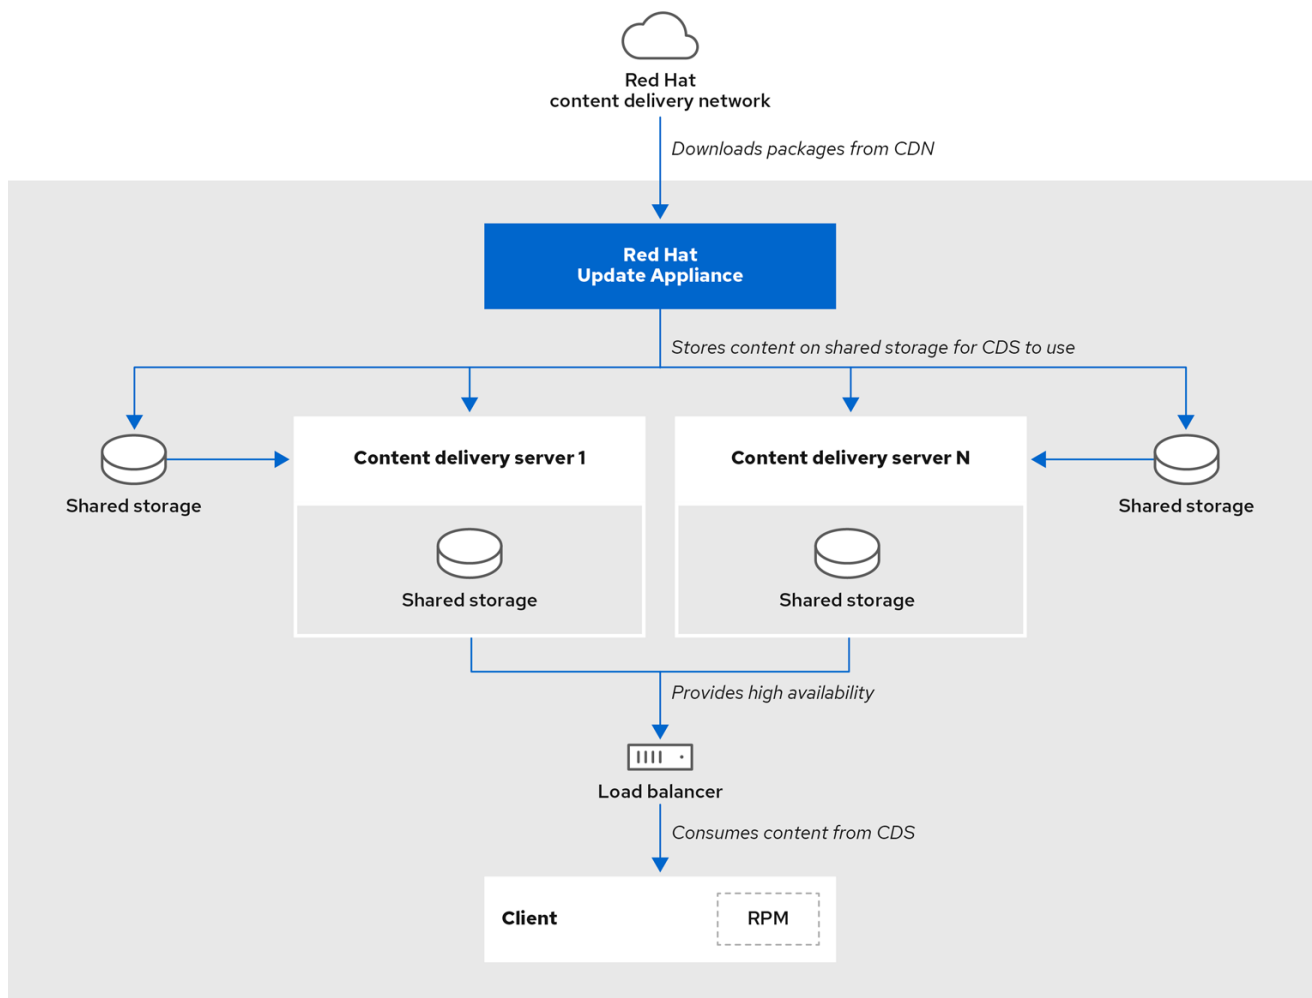 Red Hat
content delivery network
Downloads packages from CDN
Red Hat
Update Appliance
Stores content on shared storage for CDS to use
Content delivery server 1
Content delivery server N
Shared storage
Shared storage
Shared storage
Shared storage
Provides high availability
Load balancer
Consumes content from CDS
Client
RPM